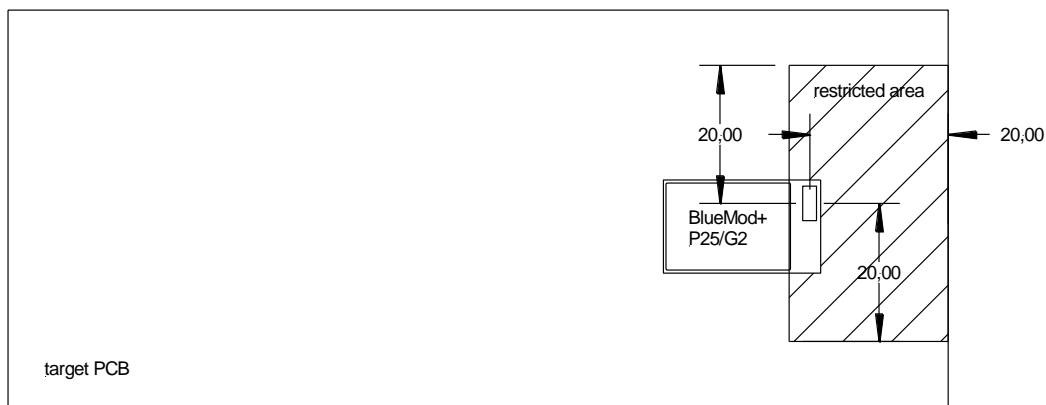 restricted area
20,00
20,00
BlueMod+
P25/G2
20,00
target PCB